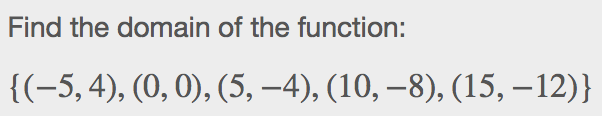 Find the domain of the function:
{(−5, 4), (0, 0), (5, −4), (10, −8), (15, −12)}